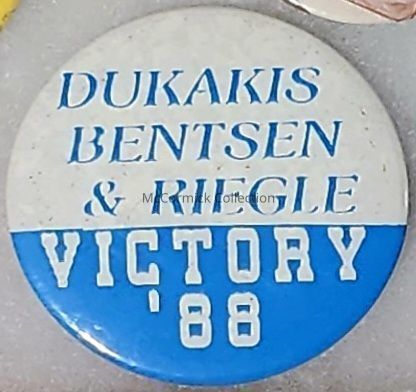 DUKAKIS
BENTSEN
& RIEGLE
McCormick Collection
VICTORY
'88